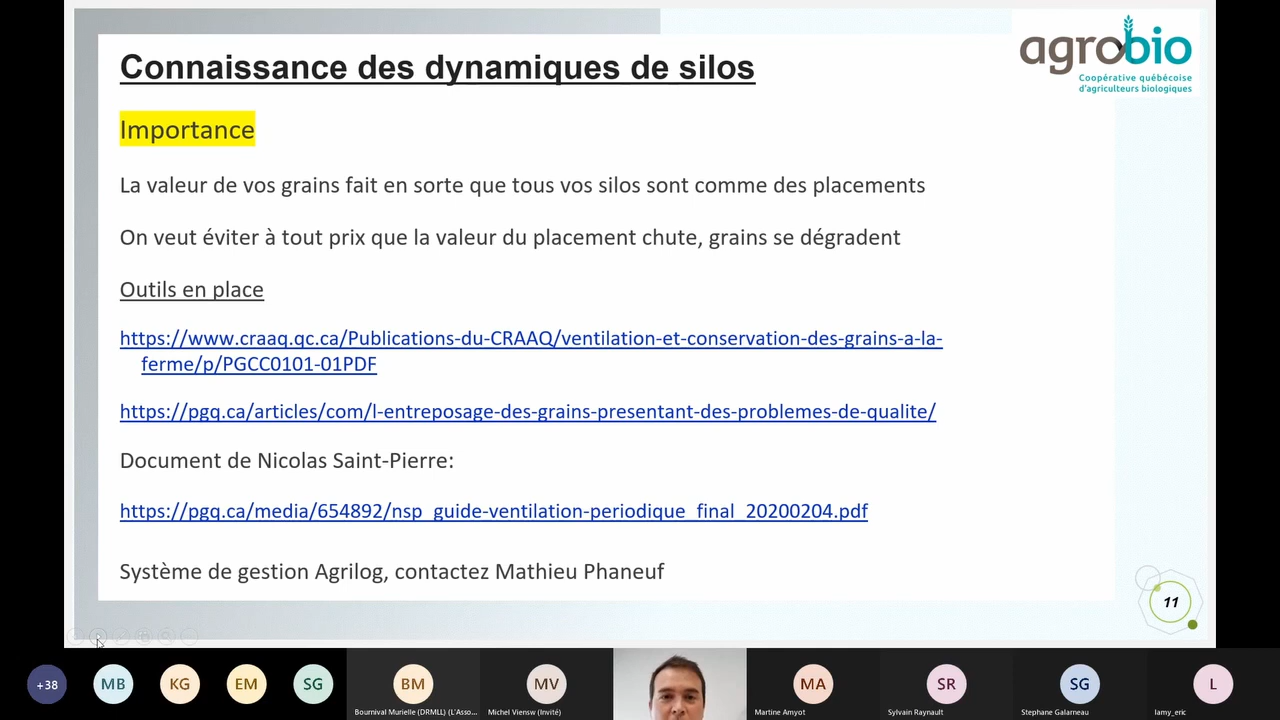 Connaissance des dynamiques de silos
agrobio
Coopérative québécoise
d'agriculteurs biologiques
Importance
La valeur de vos grains fait en sorte que tous vos silos sont comme des placements
On veut éviter à tout prix que la valeur du placement chute, grains se dégradent
Outils en place
https://www.craaq.qc.ca/Publications-du-CRAAQ/ventilation-et-conservation-des-grains-a-la-
ferme/p/PGCC0101-01PDF
https://pgq.ca/articles/com/l-entreposage-des-grains-presentant-des-problemes-de-qualite/
Document de Nicolas Saint-Pierre:
https://pgq.ca/media/654892/nsp_guide-ventilation-periodique_final_20200204.pdf
Système de gestion Agrilog, contactez Mathieu Phaneuf
11
+38 MB KG EM SG BM MV MA SR SG L
Bournival Murielle (DRMLL) (L'Asso... Michel Viensw (Invité) Martine Amyot Sylvain Raynault Stephane Galarneau lamy_eric